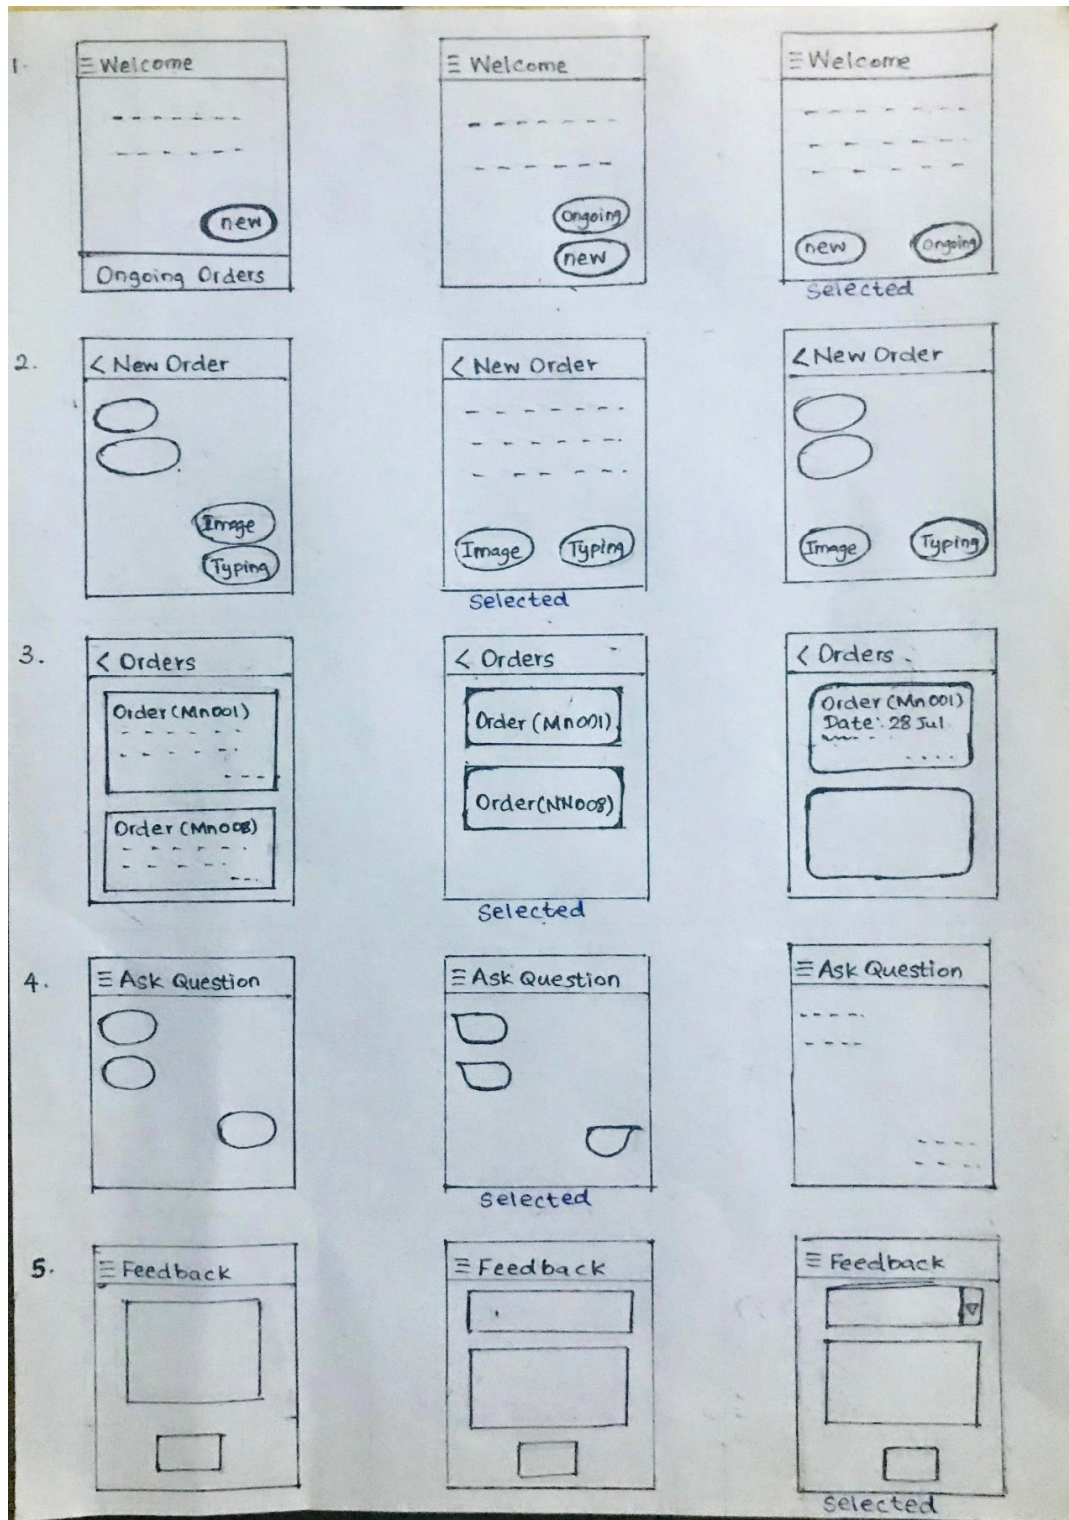 1.
Welcome
new
Ongoing Orders
Welcome
Ongoing
new
Welcome
new
Ongoing
Selected
2.
< New Order
Image
Typing
< New Order
Image
Typing
Selected
< New Order
Image
Typing
3.
< Orders
Order (Mn001)
Order (Mn008)
< Orders
Order (Mn001)
Order (NN008)
Selected
< Orders
Order (Mn001)
Date: 28 Jul
4.
Ask Question
Ask Question
Selected
Ask Question
5.
Feedback
Feedback
Feedback
Selected